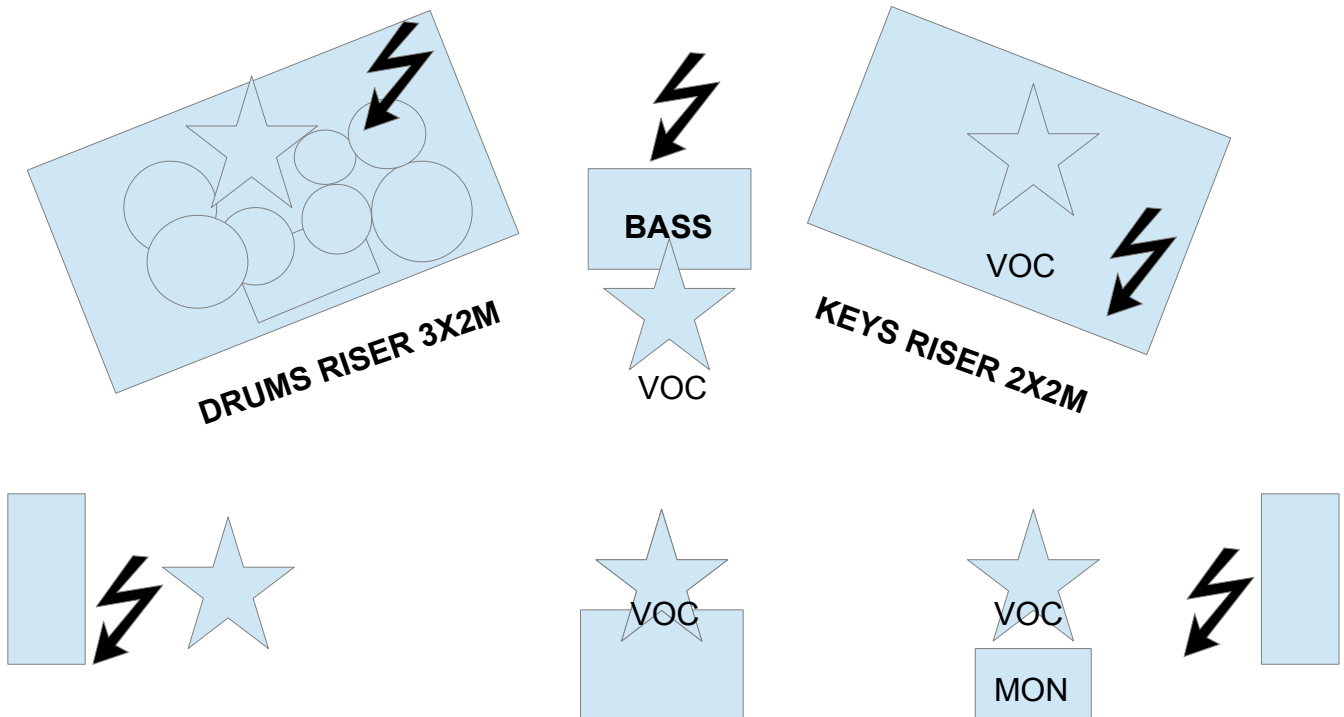 BASS
VOC
VOC
DRUMS RISER 3X2M
KEYS RISER 2X2M
VOC
VOC
MON